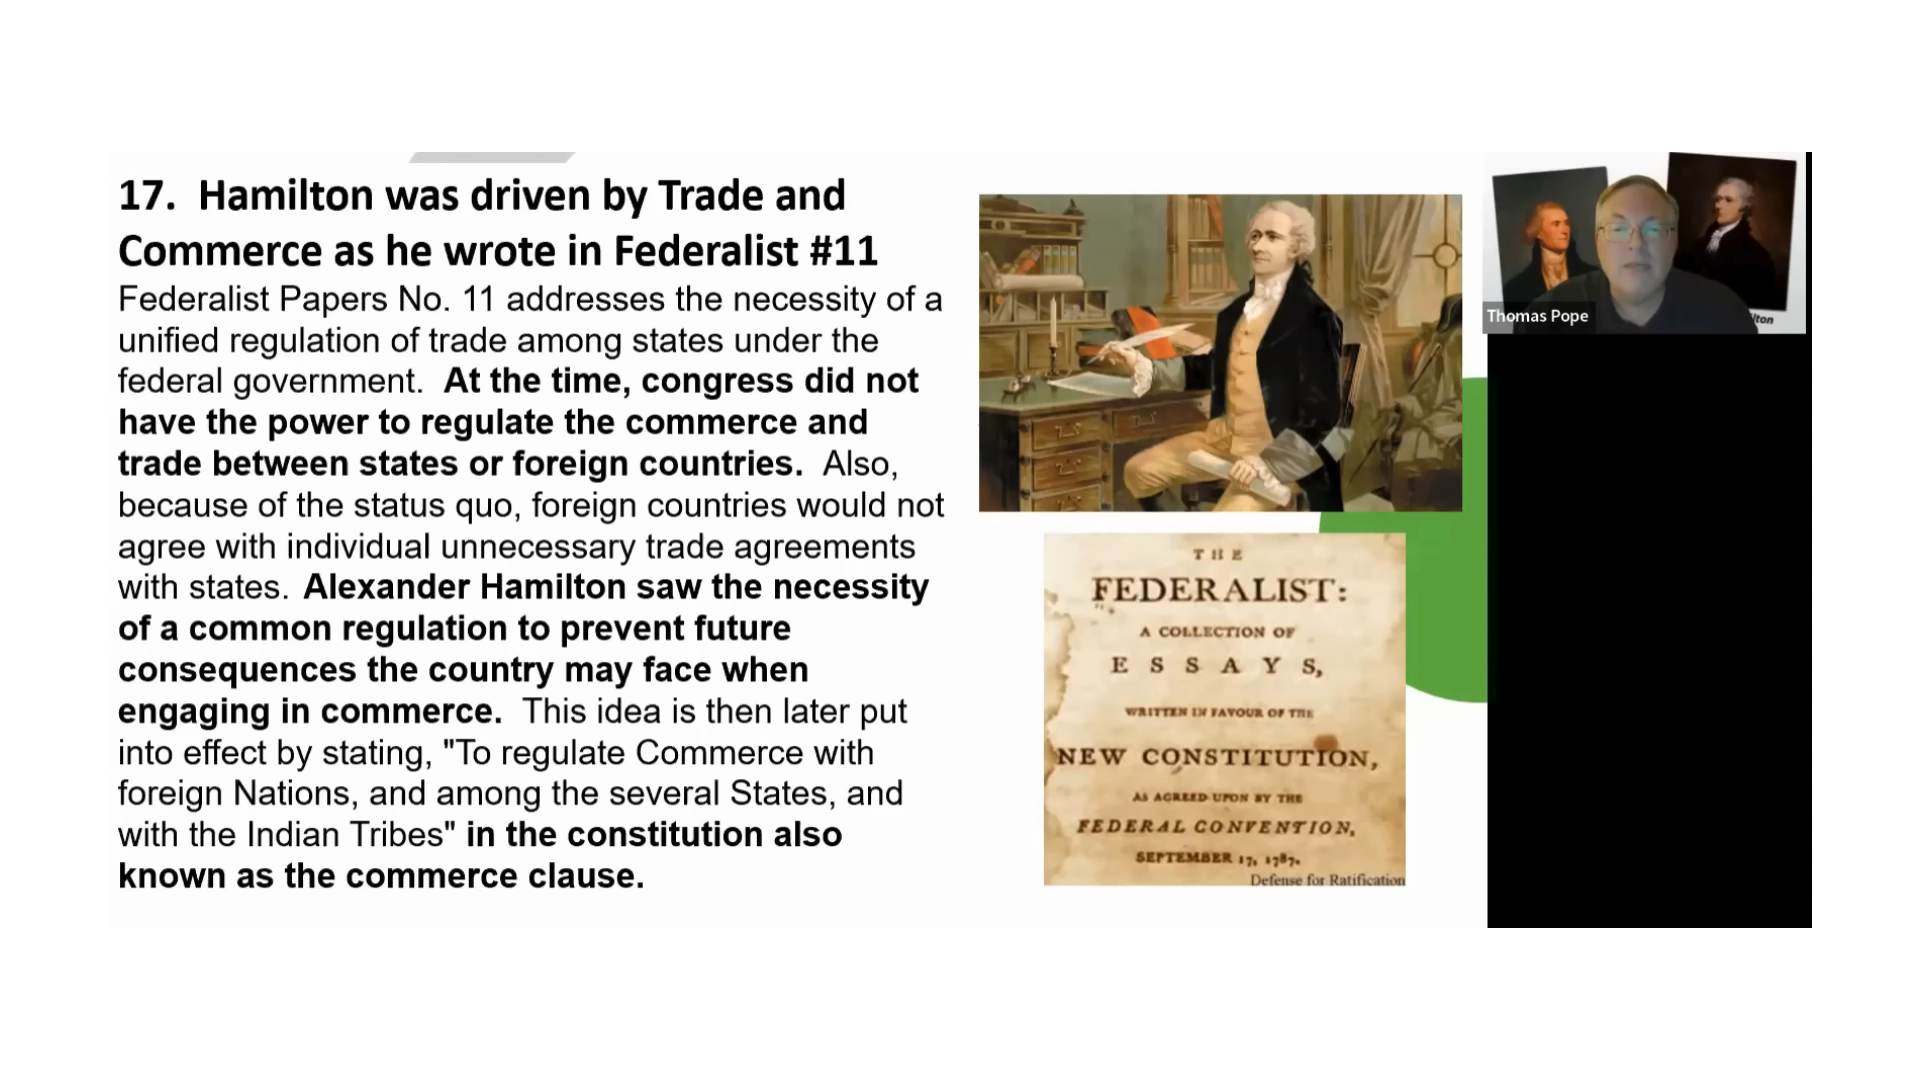 17.  Hamilton was driven by Trade and
Commerce as he wrote in Federalist #11
Federalist Papers No. 11 addresses the necessity of a
unified regulation of trade among states under the
federal government.  At the time, congress did not
have the power to regulate the commerce and
trade between states or foreign countries.  Also,
because of the status quo, foreign countries would not
agree with individual unnecessary trade agreements
with states. Alexander Hamilton saw the necessity
of a common regulation to prevent future
consequences the country may face when
engaging in commerce.  This idea is then later put
into effect by stating, "To regulate Commerce with
foreign Nations, and among the several States, and
with the Indian Tribes" in the constitution also
known as the commerce clause.
THE
FEDERALIST:
A COLLECTION OF
ESSAYS,
WRITTEN IN FAVOUR OF THE
NEW CONSTITUTION,
AS AGREED UPON BY THE
FEDERAL CONVENTION,
SEPTEMBER 17, 1787.
Defense for Ratification
Thomas Pope